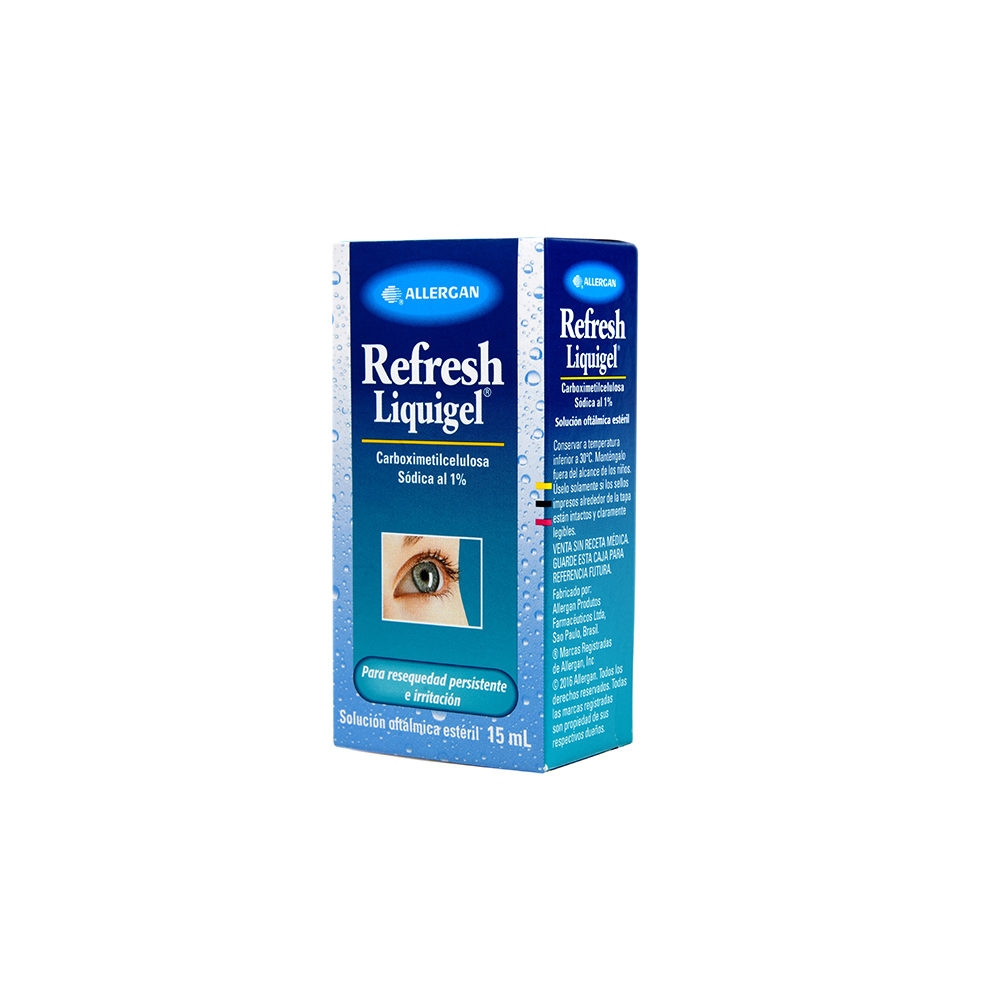 ALLERGAN
Refresh
Liquigel®
Carboximetilcelulosa
Sódica al 1%
Para resequedad persistente
e irritación
Solución oftálmica estéril 15 mL
ALLERGAN
Refresh
Liquigel®
Carboximetilcelulosa
Sódica al 1%
Solución oftálmica estéril
Conservar a temperatura
inferior a 30°C. Manténgalo
fuera del alcance de los niños.
Úselo solamente si los sellos
impresos alrededor de la tapa
están intactos y claramente
legibles.
VENTA SIN RECETA MÉDICA.
GUARDE ESTA CAJA PARA
REFERENCIA FUTURA.
Fabricado por:
Allergan Produtos
Farmacéuticos Ltda,
Sao Paulo, Brasil.
® Marcas Registradas
de Allergan, Inc
© 2016 Allergan. Todos los
derechos reservados. Todas
las marcas registradas
son propiedad de sus
respectivos dueños.